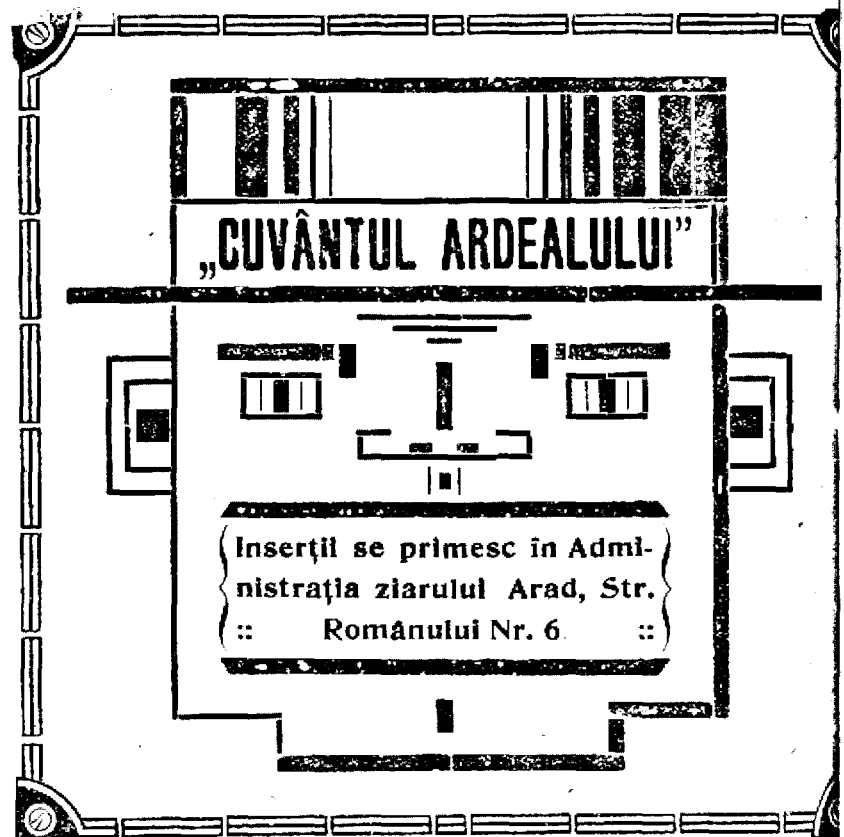 „CUVÂNTUL ARDEALULUI”
Inserţii se primesc în Admi-
nistraţia ziarului Arad, Str.
:: Românului Nr. 6 ::